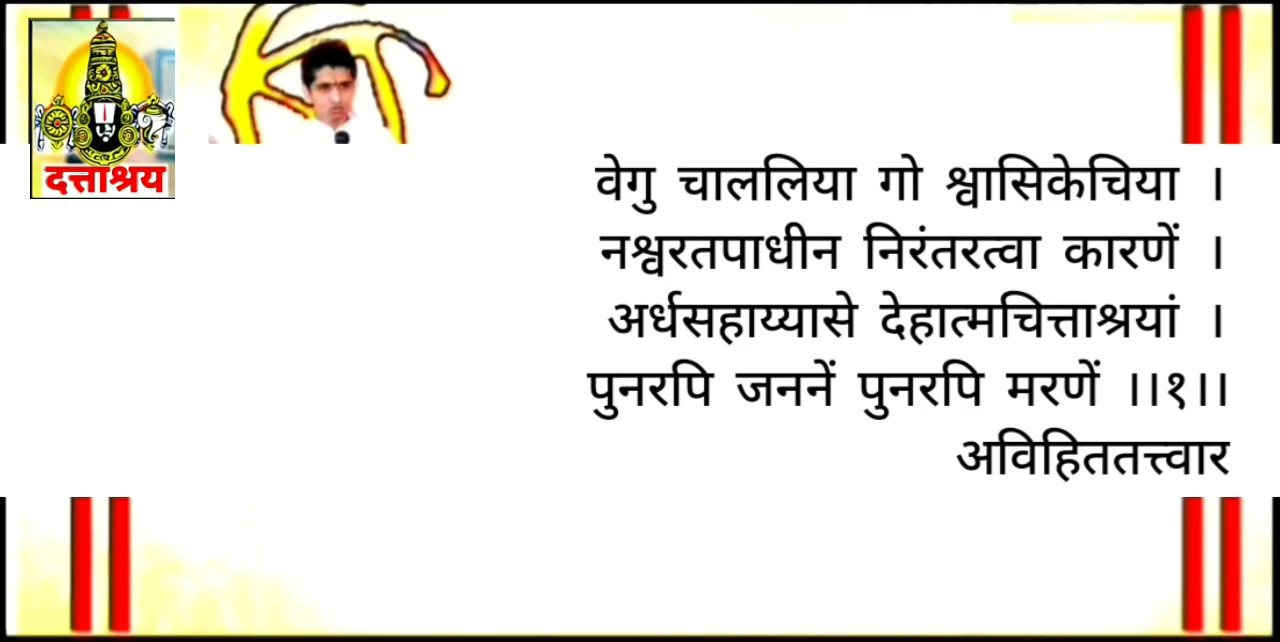 दत्ताश्रय
वेगु चाललिया गो श्वासिकेचिया ।
नश्वरतपाधीन निरंतरत्वा कारणें ।
अर्धसहाय्यासे देहात्मचित्ताश्रयां ।
पुनरपि जननें पुनरपि मरणें ।।१।।
अविहिततत्त्वार